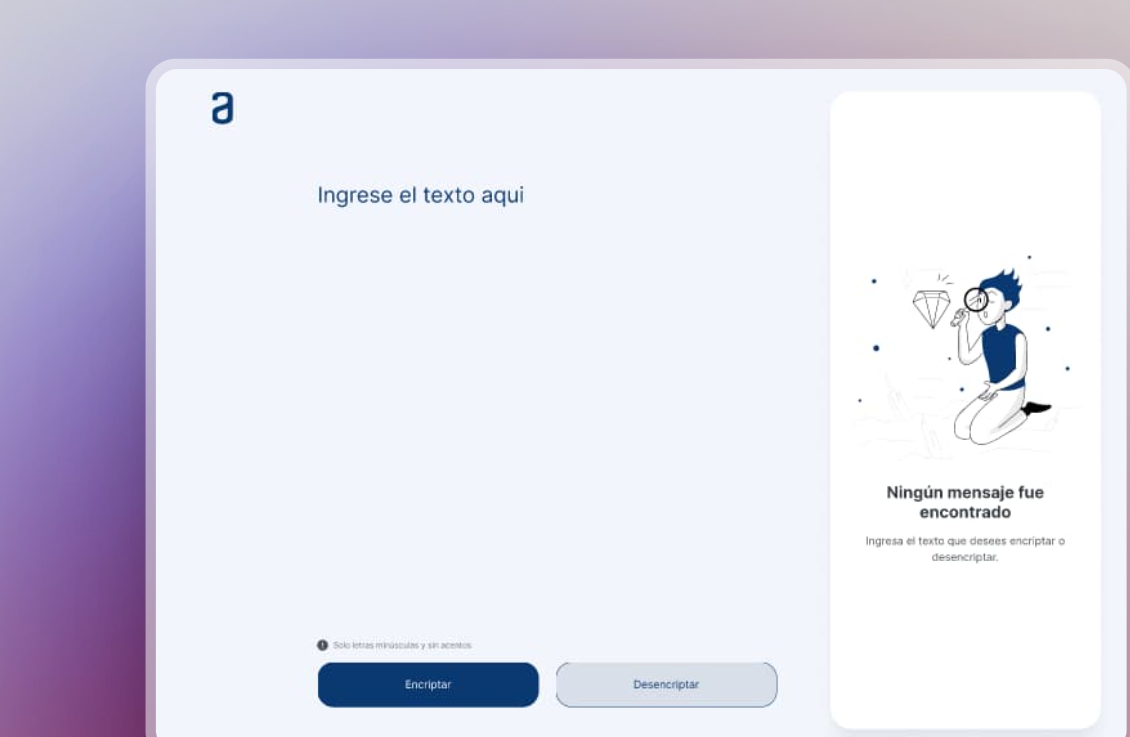 a
Ingrese el texto aqui
Solo letras minúsculas y sin acentos
Encriptar
Desencriptar
Ningún mensaje fue
encontrado
Ingresa el texto que desees encriptar o
desencriptar.